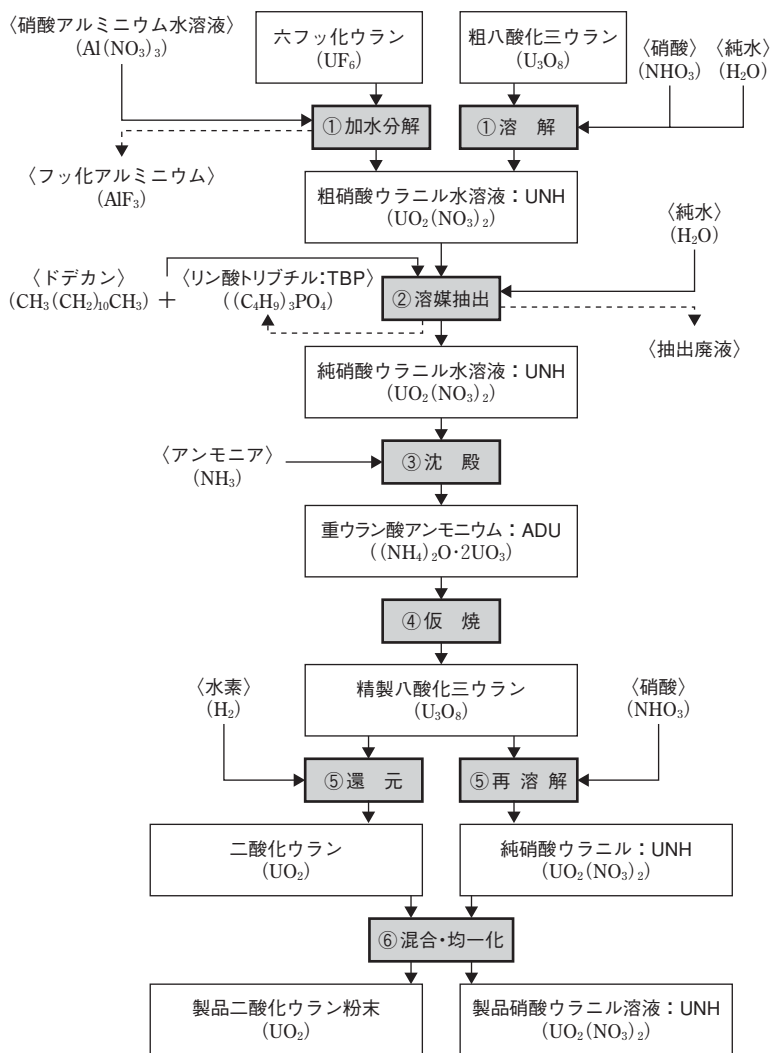 〈硝酸アルミニウム水溶液〉
(Al(NO₃)₃)
六フッ化ウラン
(UF₆)
粗八酸化三ウラン
(U₃O₈)
〈硝酸〉
(NHO₃)
〈純水〉
(H₂O)
①加水分解
①溶 解
〈フッ化アルミニウム〉
(AlF₃)
粗硝酸ウラニル水溶液：UNH
(UO₂(NO₃)₂)
〈純水〉
(H₂O)
〈ドデカン〉
(CH₃(CH₂)₁₀CH₃)
+
〈リン酸トリブチル:TBP〉
((C₄H₉)₃PO₄)
②溶媒抽出
〈抽出廃液〉
純硝酸ウラニル水溶液：UNH
(UO₂(NO₃)₂)
〈アンモニア〉
(NH₃)
③沈 殿
重ウラン酸アンモニウム：ADU
((NH₄)₂O·2UO₃)
④仮 焼
精製八酸化三ウラン
(U₃O₈)
〈水素〉
(H₂)
〈硝酸〉
(NHO₃)
⑤還 元
⑤再 溶 解
二酸化ウラン
(UO₂)
純硝酸ウラニル：UNH
(UO₂(NO₃)₂)
⑥混合・均一化
製品二酸化ウラン粉末
(UO₂)
製品硝酸ウラニル溶液：UNH
(UO₂(NO₃)₂)